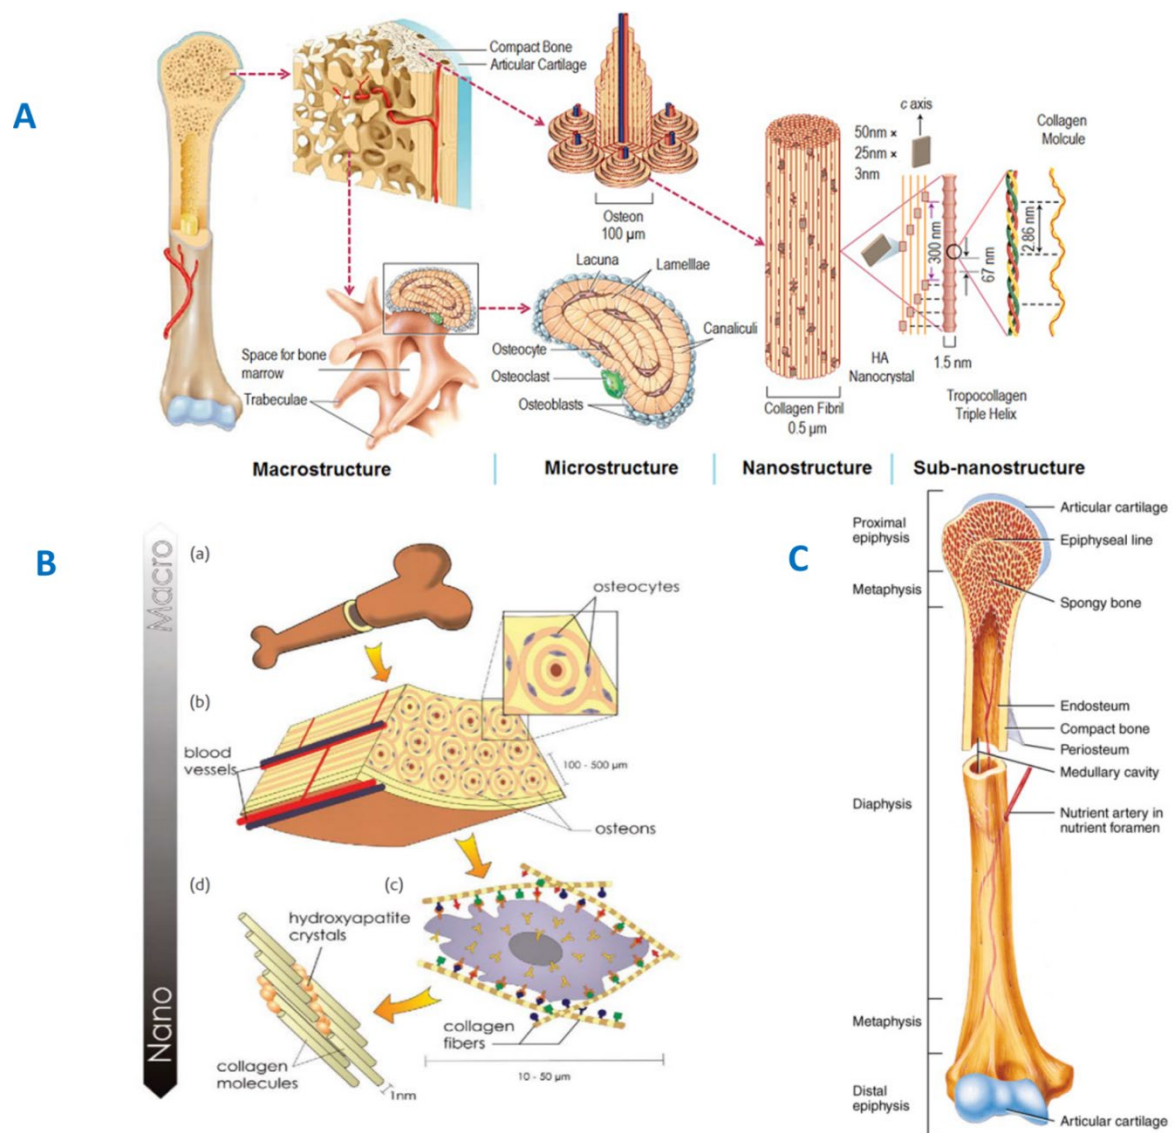 A
Compact Bone
Articular Cartilage
Osteon
100 µm
c axis
50nm ×
25nm ×
3nm
Collagen
Molcule
300 nm
67 nm
2.86 nm
1.5 nm
HA
Nanocrystal
Tropocollagen
Triple Helix
Collagen Fibril
0.5 µm
Lacuna
Lamelllae
Canaliculi
Osteocyte
Osteoclast
Osteoblasts
Space for bone
marrow
Trabeculae
Macrostructure
Microstructure
Nanostructure
Sub-nanostructure
B
Macro
Nano
(a)
osteocytes
(b)
blood
vessels
100 - 500 µm
osteons
(d)
(c)
hydroxyapatite
crystals
collagen
molecules
1nm
collagen
fibers
10 - 50 µm
C
Proximal
epiphysis
Metaphysis
Diaphysis
Metaphysis
Distal
epiphysis
Articular cartilage
Epiphyseal line
Spongy bone
Endosteum
Compact bone
Periosteum
Medullary cavity
Nutrient artery in
nutrient foramen
Articular cartilage